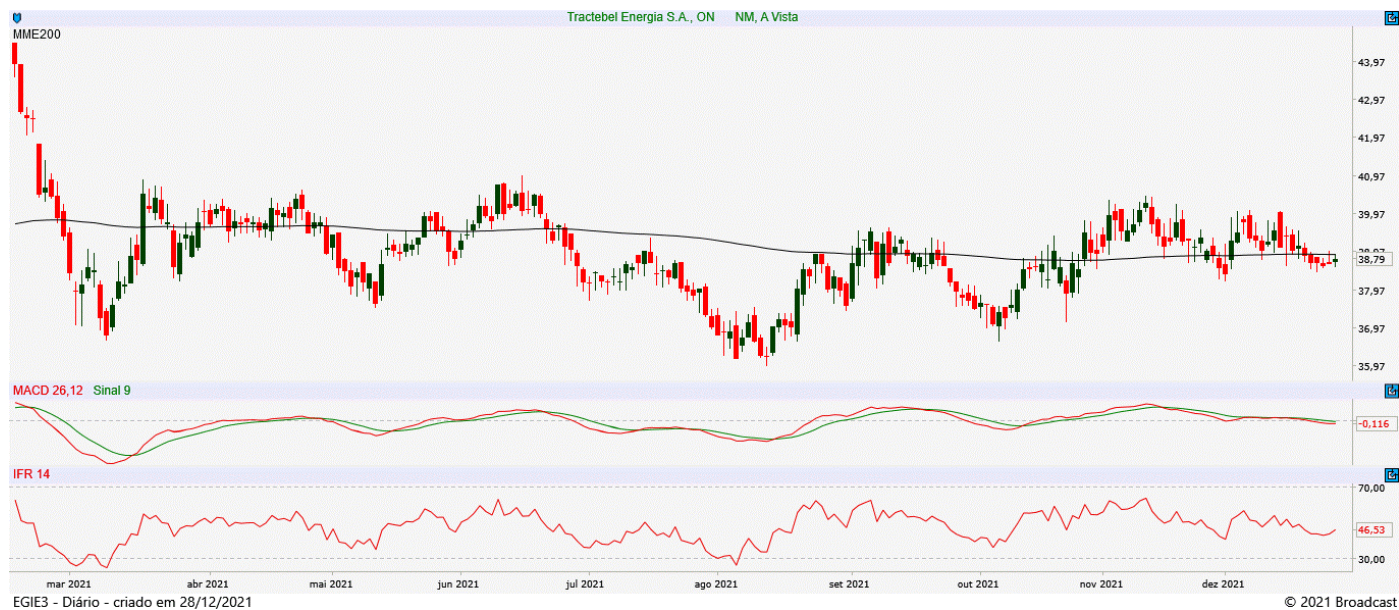 Tractebel Energia S.A., ON NM, A Vista
MME200
43,97
42,97
41,97
40,97
39,97
38,97
38,79
37,97
36,97
35,97
MACD 26,12 Sinal 9
-0,116
IFR 14
70,00
46,53
30,00
mar 2021 abr 2021 mai 2021 jun 2021 jul 2021 ago 2021 set 2021 out 2021 nov 2021 dez 2021
EGIE3 - Diário - criado em 28/12/2021 © 2021 Broadcast